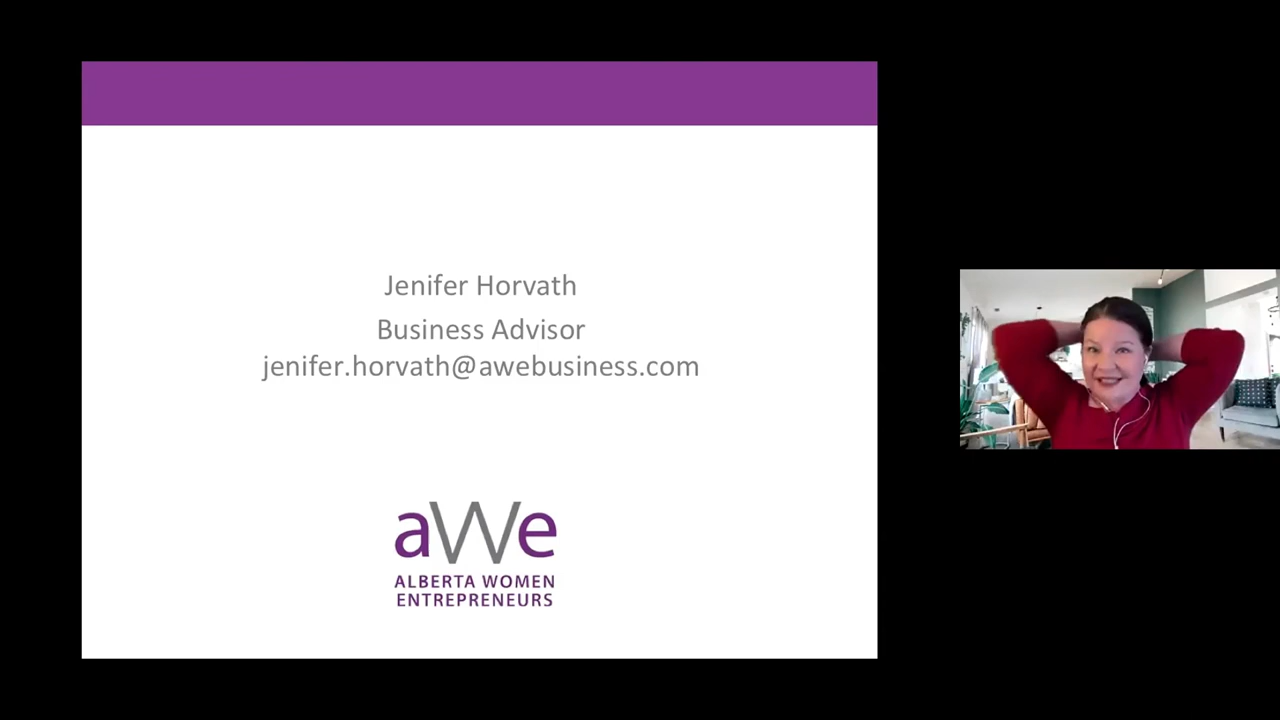 Jenifer Horvath
Business Advisor
jenifer.horvath@awebusiness.com
aWe
ALBERTA WOMEN
ENTREPRENEURS